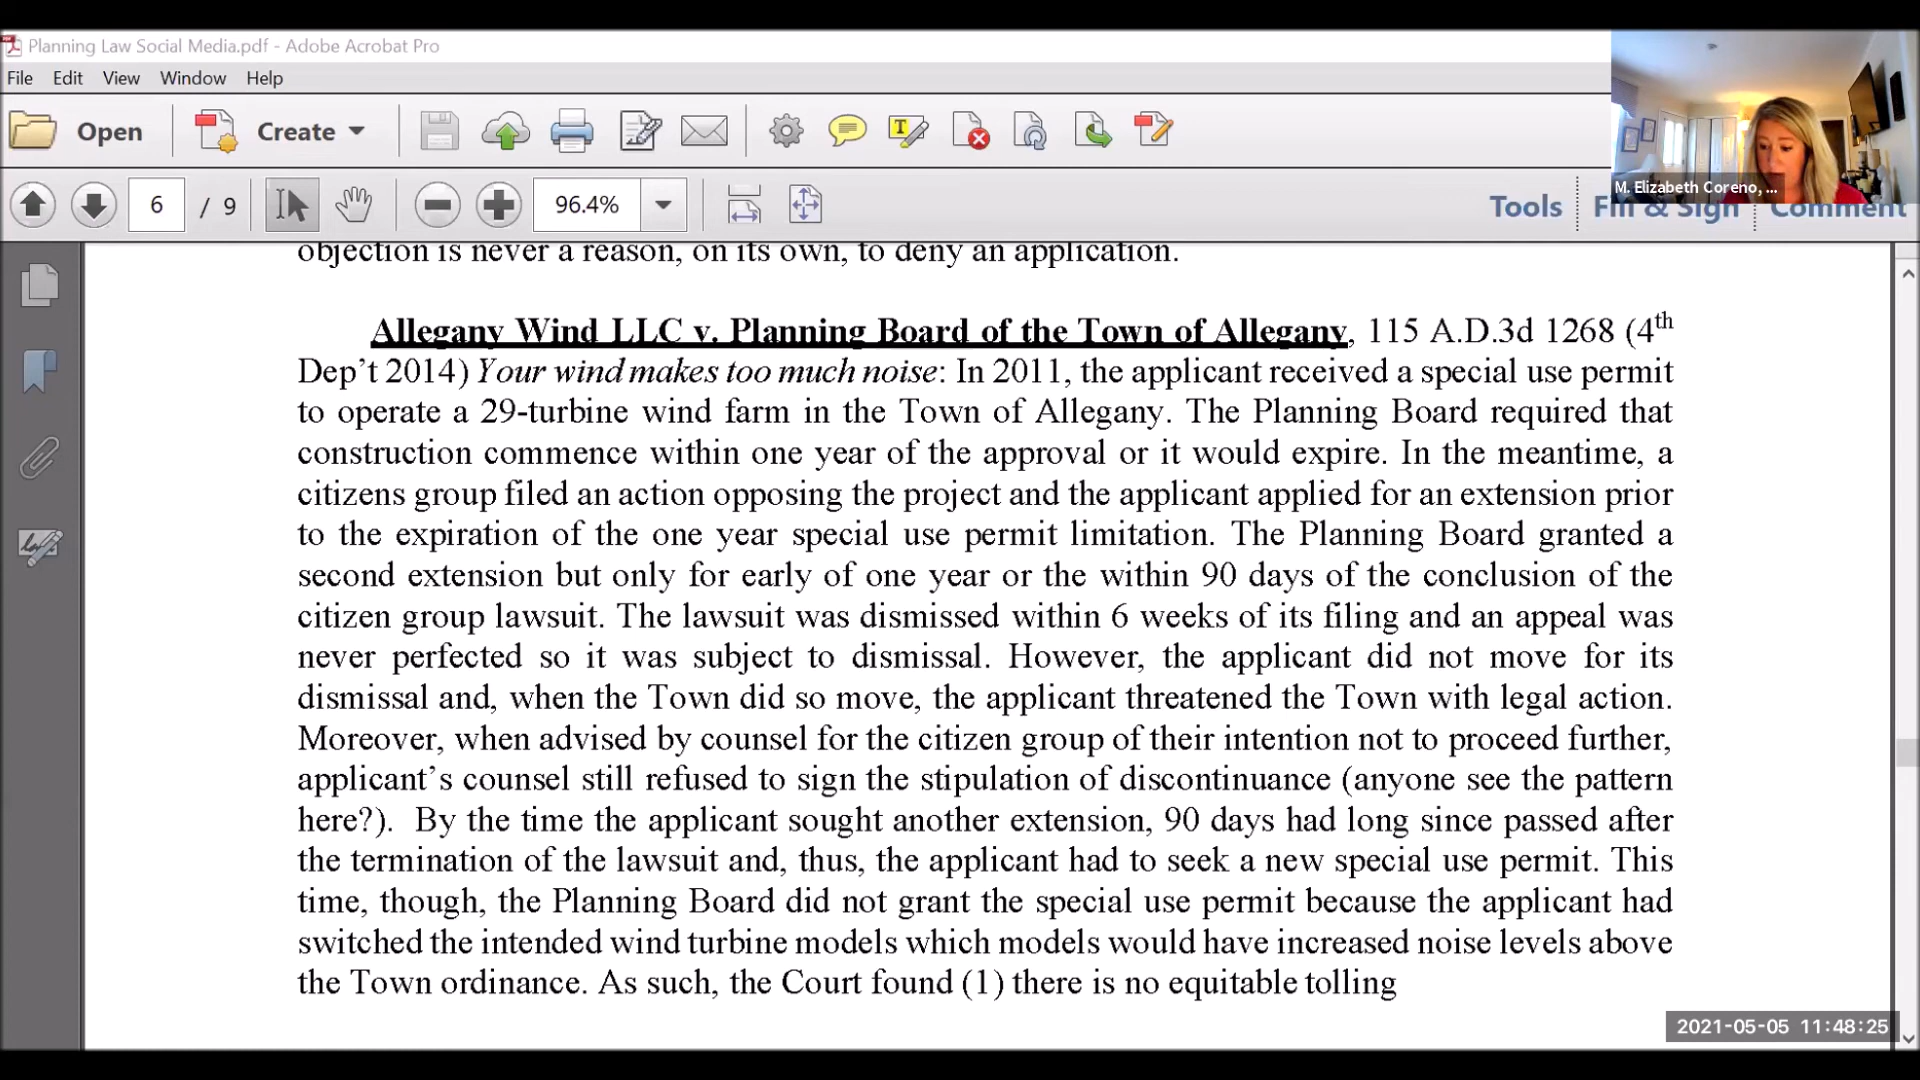 Planning Law Social Media.pdf - Adobe Acrobat Pro
File Edit View Window Help
Open Create
6 / 9 96.4% Tools Fill & Sign Comment
M. Elizabeth Coreno, ...
objection is never a reason, on its own, to deny an application.
Allegany Wind LLC v. Planning Board of the Town of Allegany, 115 A.D.3d 1268 (4th
Dep’t 2014) Your wind makes too much noise: In 2011, the applicant received a special use permit
to operate a 29-turbine wind farm in the Town of Allegany. The Planning Board required that
construction commence within one year of the approval or it would expire. In the meantime, a
citizens group filed an action opposing the project and the applicant applied for an extension prior
to the expiration of the one year special use permit limitation. The Planning Board granted a
second extension but only for early of one year or the within 90 days of the conclusion of the
citizen group lawsuit. The lawsuit was dismissed within 6 weeks of its filing and an appeal was
never perfected so it was subject to dismissal. However, the applicant did not move for its
dismissal and, when the Town did so move, the applicant threatened the Town with legal action.
Moreover, when advised by counsel for the citizen group of their intention not to proceed further,
applicant’s counsel still refused to sign the stipulation of discontinuance (anyone see the pattern
here?). By the time the applicant sought another extension, 90 days had long since passed after
the termination of the lawsuit and, thus, the applicant had to seek a new special use permit. This
time, though, the Planning Board did not grant the special use permit because the applicant had
switched the intended wind turbine models which models would have increased noise levels above
the Town ordinance. As such, the Court found (1) there is no equitable tolling
2021-05-05 11:48:25